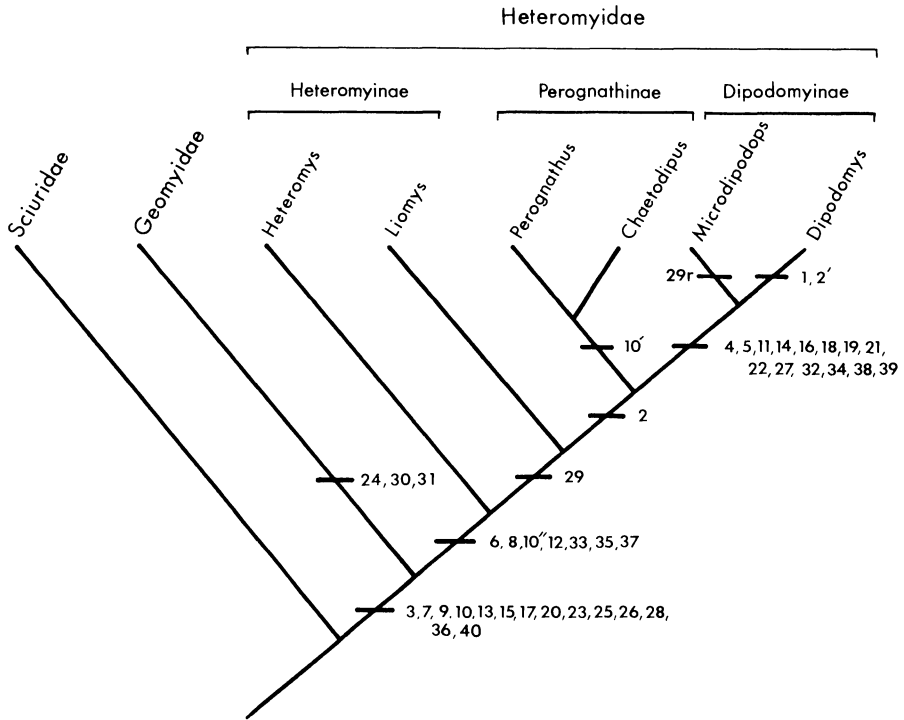 Heteromyidae
Heteromyinae
Perognathinae
Dipodomyinae
Sciuridae
Geomyidae
Heteromys
Liomys
Perognathus
Chaetodipus
Microdipodops
Dipodomys
29r
1, 2′
10′
4, 5, 11, 14, 16, 18, 19, 21,
22, 27, 32, 34, 38, 39
2
24, 30, 31
29
6, 8, 10″, 12, 33, 35, 37
3, 7, 9, 10, 13, 15, 17, 20, 23, 25, 26, 28,
36, 40